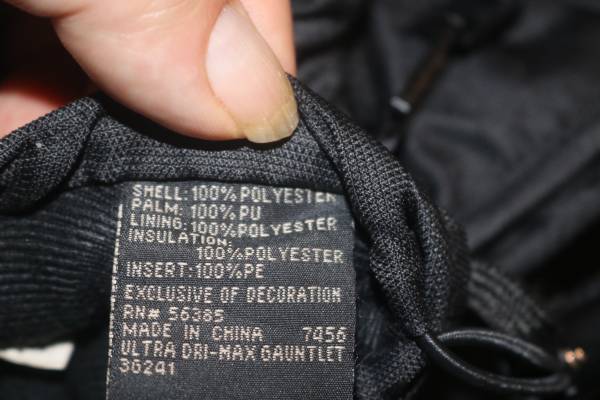 SHELL: 100% POLYESTER
PALM: 100% PU
LINING: 100% POLYESTER
INSULATION:
100% POLYESTER
INSERT: 100% PE
EXCLUSIVE OF DECORATION
RN# 56385
MADE IN CHINA 7456
ULTRA DRI-MAX GAUNTLET
36241